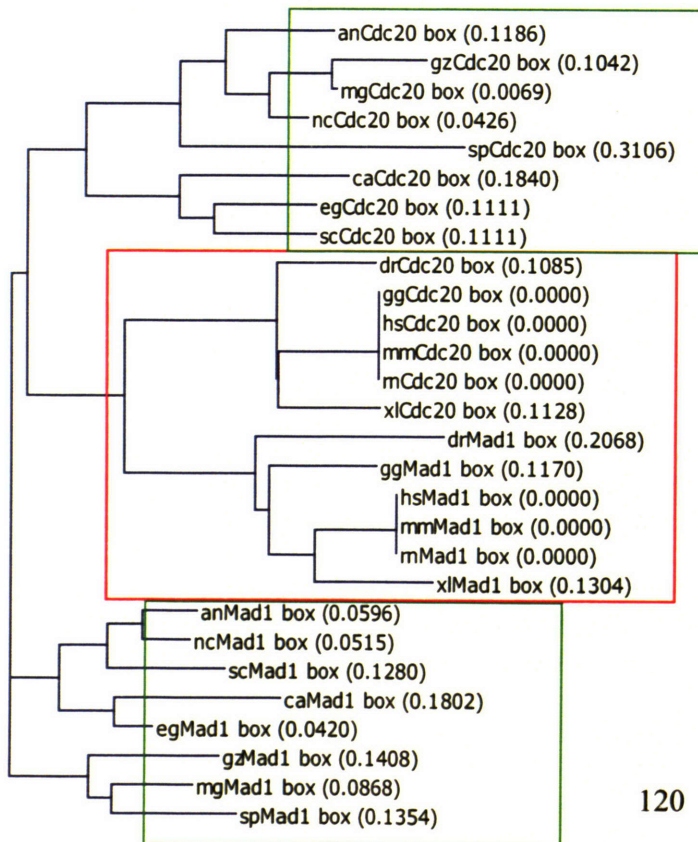 anCdc20 box (0.1186)
gzCdc20 box (0.1042)
mgCdc20 box (0.0069)
ncCdc20 box (0.0426)
spCdc20 box (0.3106)
caCdc20 box (0.1840)
egCdc20 box (0.1111)
scCdc20 box (0.1111)
drCdc20 box (0.1085)
ggCdc20 box (0.0000)
hsCdc20 box (0.0000)
mmCdc20 box (0.0000)
rnCdc20 box (0.0000)
xlCdc20 box (0.1128)
drMad1 box (0.2068)
ggMad1 box (0.1170)
hsMad1 box (0.0000)
mmMad1 box (0.0000)
rnMad1 box (0.0000)
xlMad1 box (0.1304)
anMad1 box (0.0596)
ncMad1 box (0.0515)
scMad1 box (0.1280)
caMad1 box (0.1802)
egMad1 box (0.0420)
gzMad1 box (0.1408)
mgMad1 box (0.0868)
spMad1 box (0.1354)
120